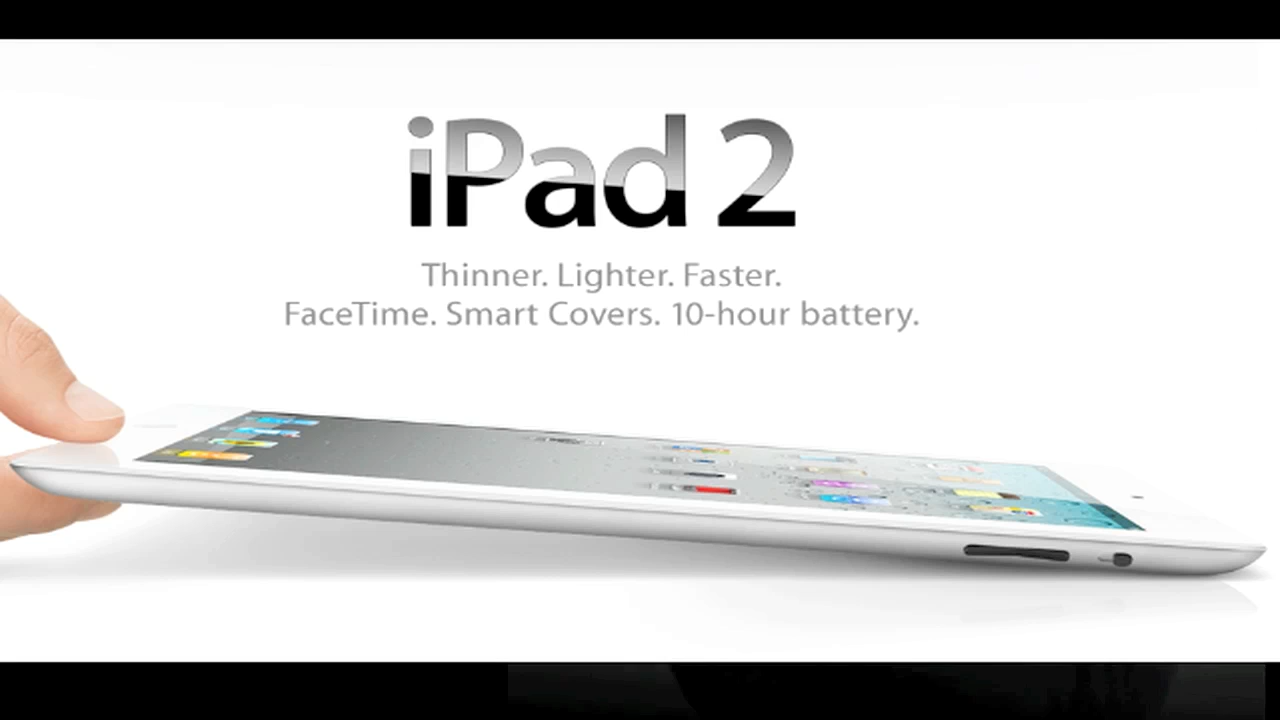 iPad 2
Thinner. Lighter. Faster.
FaceTime. Smart Covers. 10-hour battery.